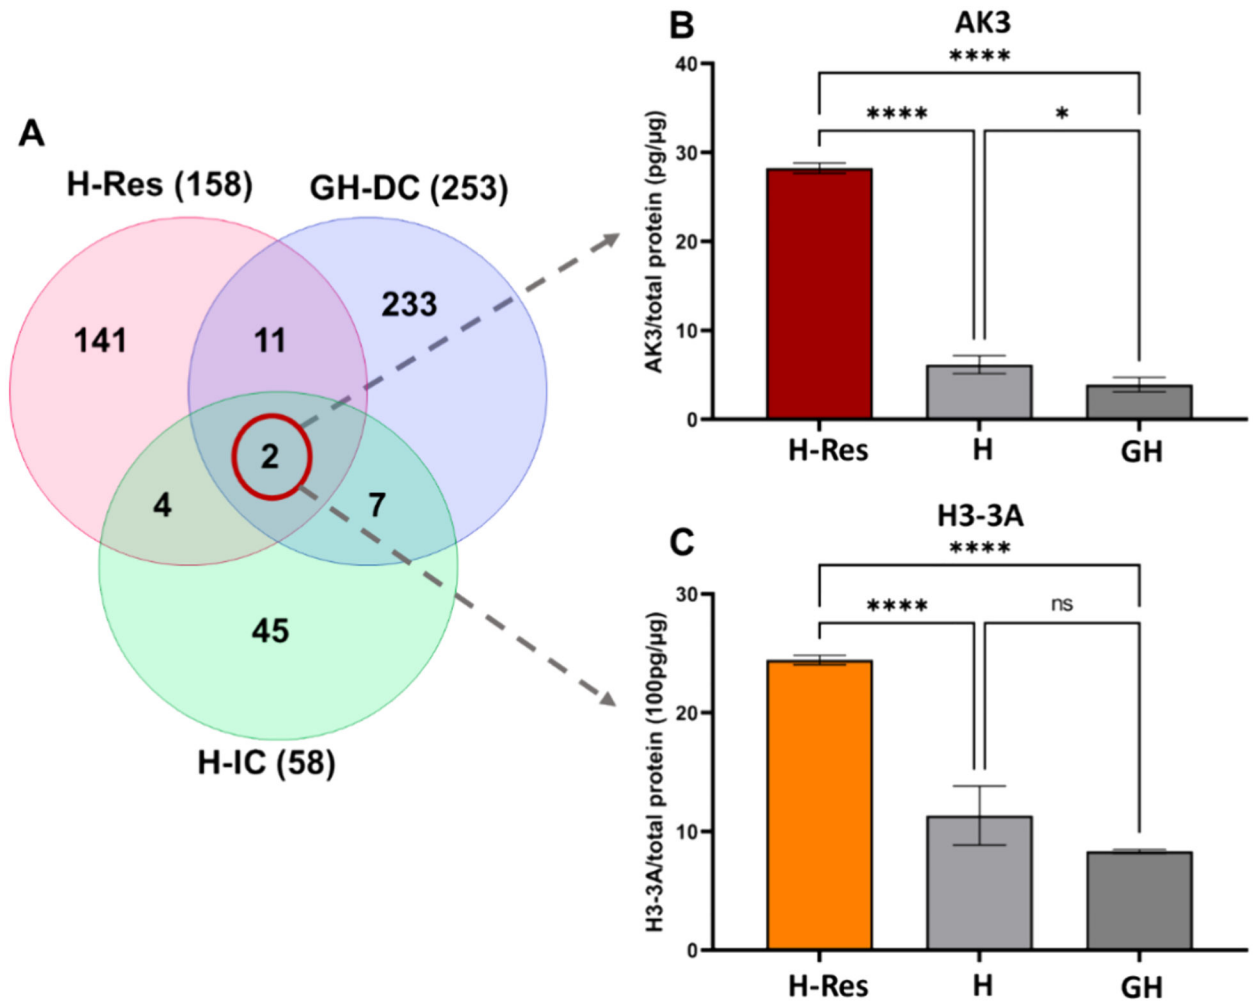 A
H-Res (158)
GH-DC (253)
141
11
233
2
4
7
45
H-IC (58)
B
AK3
****
**** *
AK3/total protein (pg/µg)
40
30
20
10
0
H-Res H GH
C
H3-3A
****
**** ns
H3-3A/total protein (100pg/µg)
30
20
10
0
H-Res H GH